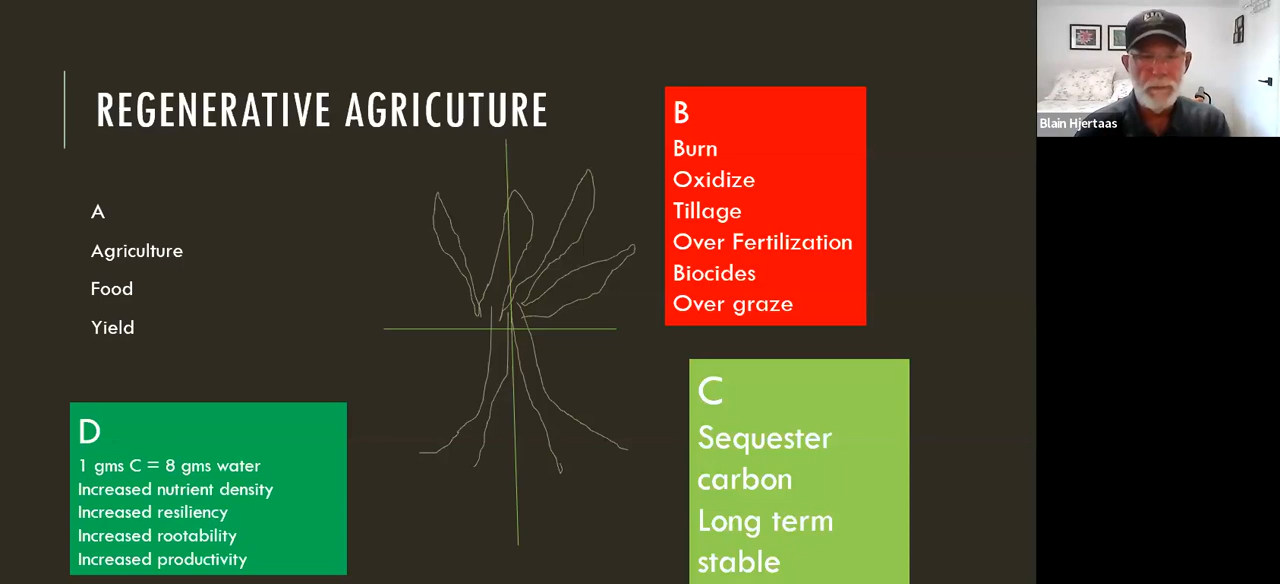 REGENERATIVE AGRICUTURE
A
Agriculture
Food
Yield
B
Burn
Oxidize
Tillage
Over Fertilization
Biocides
Over graze
C
Sequester
carbon
Long term
stable
D
1 gms C = 8 gms water
Increased nutrient density
Increased resiliency
Increased rootability
Increased productivity
Blain Hjertaas